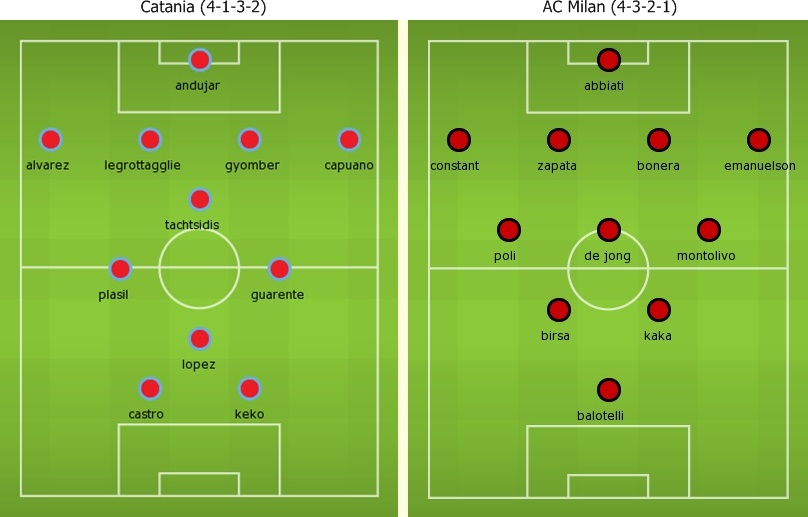 Catania (4-1-3-2)
andujar
alvarez legrottagglie gyomber capuano
tachtsidis
plasil guarente
lopez
castro keko
AC Milan (4-3-2-1)
abbiati
constant zapata bonera emanuelson
poli de jong montolivo
birsa kaka
balotelli